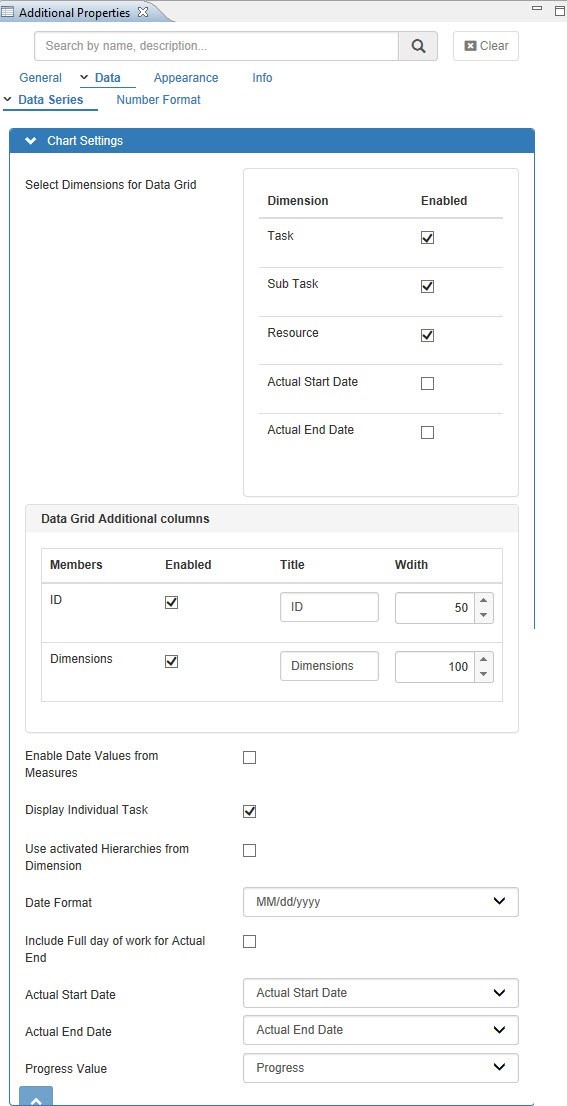 Additional Properties
Search by name, description...
Clear
General Data Appearance Info
Data Series Number Format
Chart Settings
Select Dimensions for Data Grid
Dimension Enabled
Task
Sub Task
Resource
Actual Start Date
Actual End Date
Data Grid Additional columns
Members Enabled Title Wdith
ID ID 50
Dimensions Dimensions 100
Enable Date Values from
Measures
Display Individual Task
Use activated Hierarchies from
Dimension
Date Format MM/dd/yyyy
Include Full day of work for Actual
End
Actual Start Date Actual Start Date
Actual End Date Actual End Date
Progress Value Progress